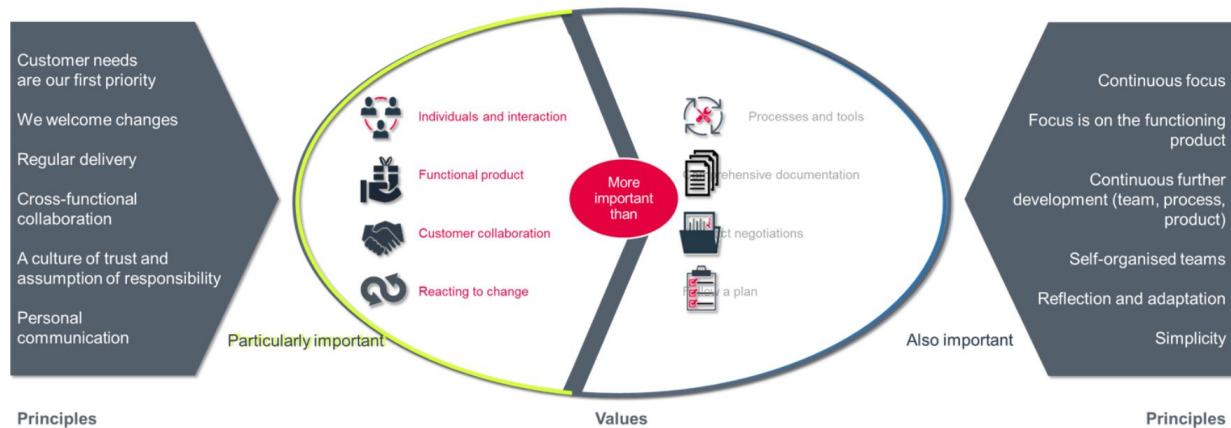 Customer needs
are our first priority
We welcome changes
Regular delivery
Cross-functional
collaboration
A culture of trust and
assumption of responsibility
Personal
communication
Individuals and interaction
Functional product
Customer collaboration
Reacting to change
Particularly important
More
important
than
Processes and tools
documentation
negotiations
a plan
Also important
Continuous focus
Focus is on the functioning
product
Continuous further
development (team, process,
product)
Self-organised teams
Reflection and adaptation
Simplicity
Principles
Values
Principles